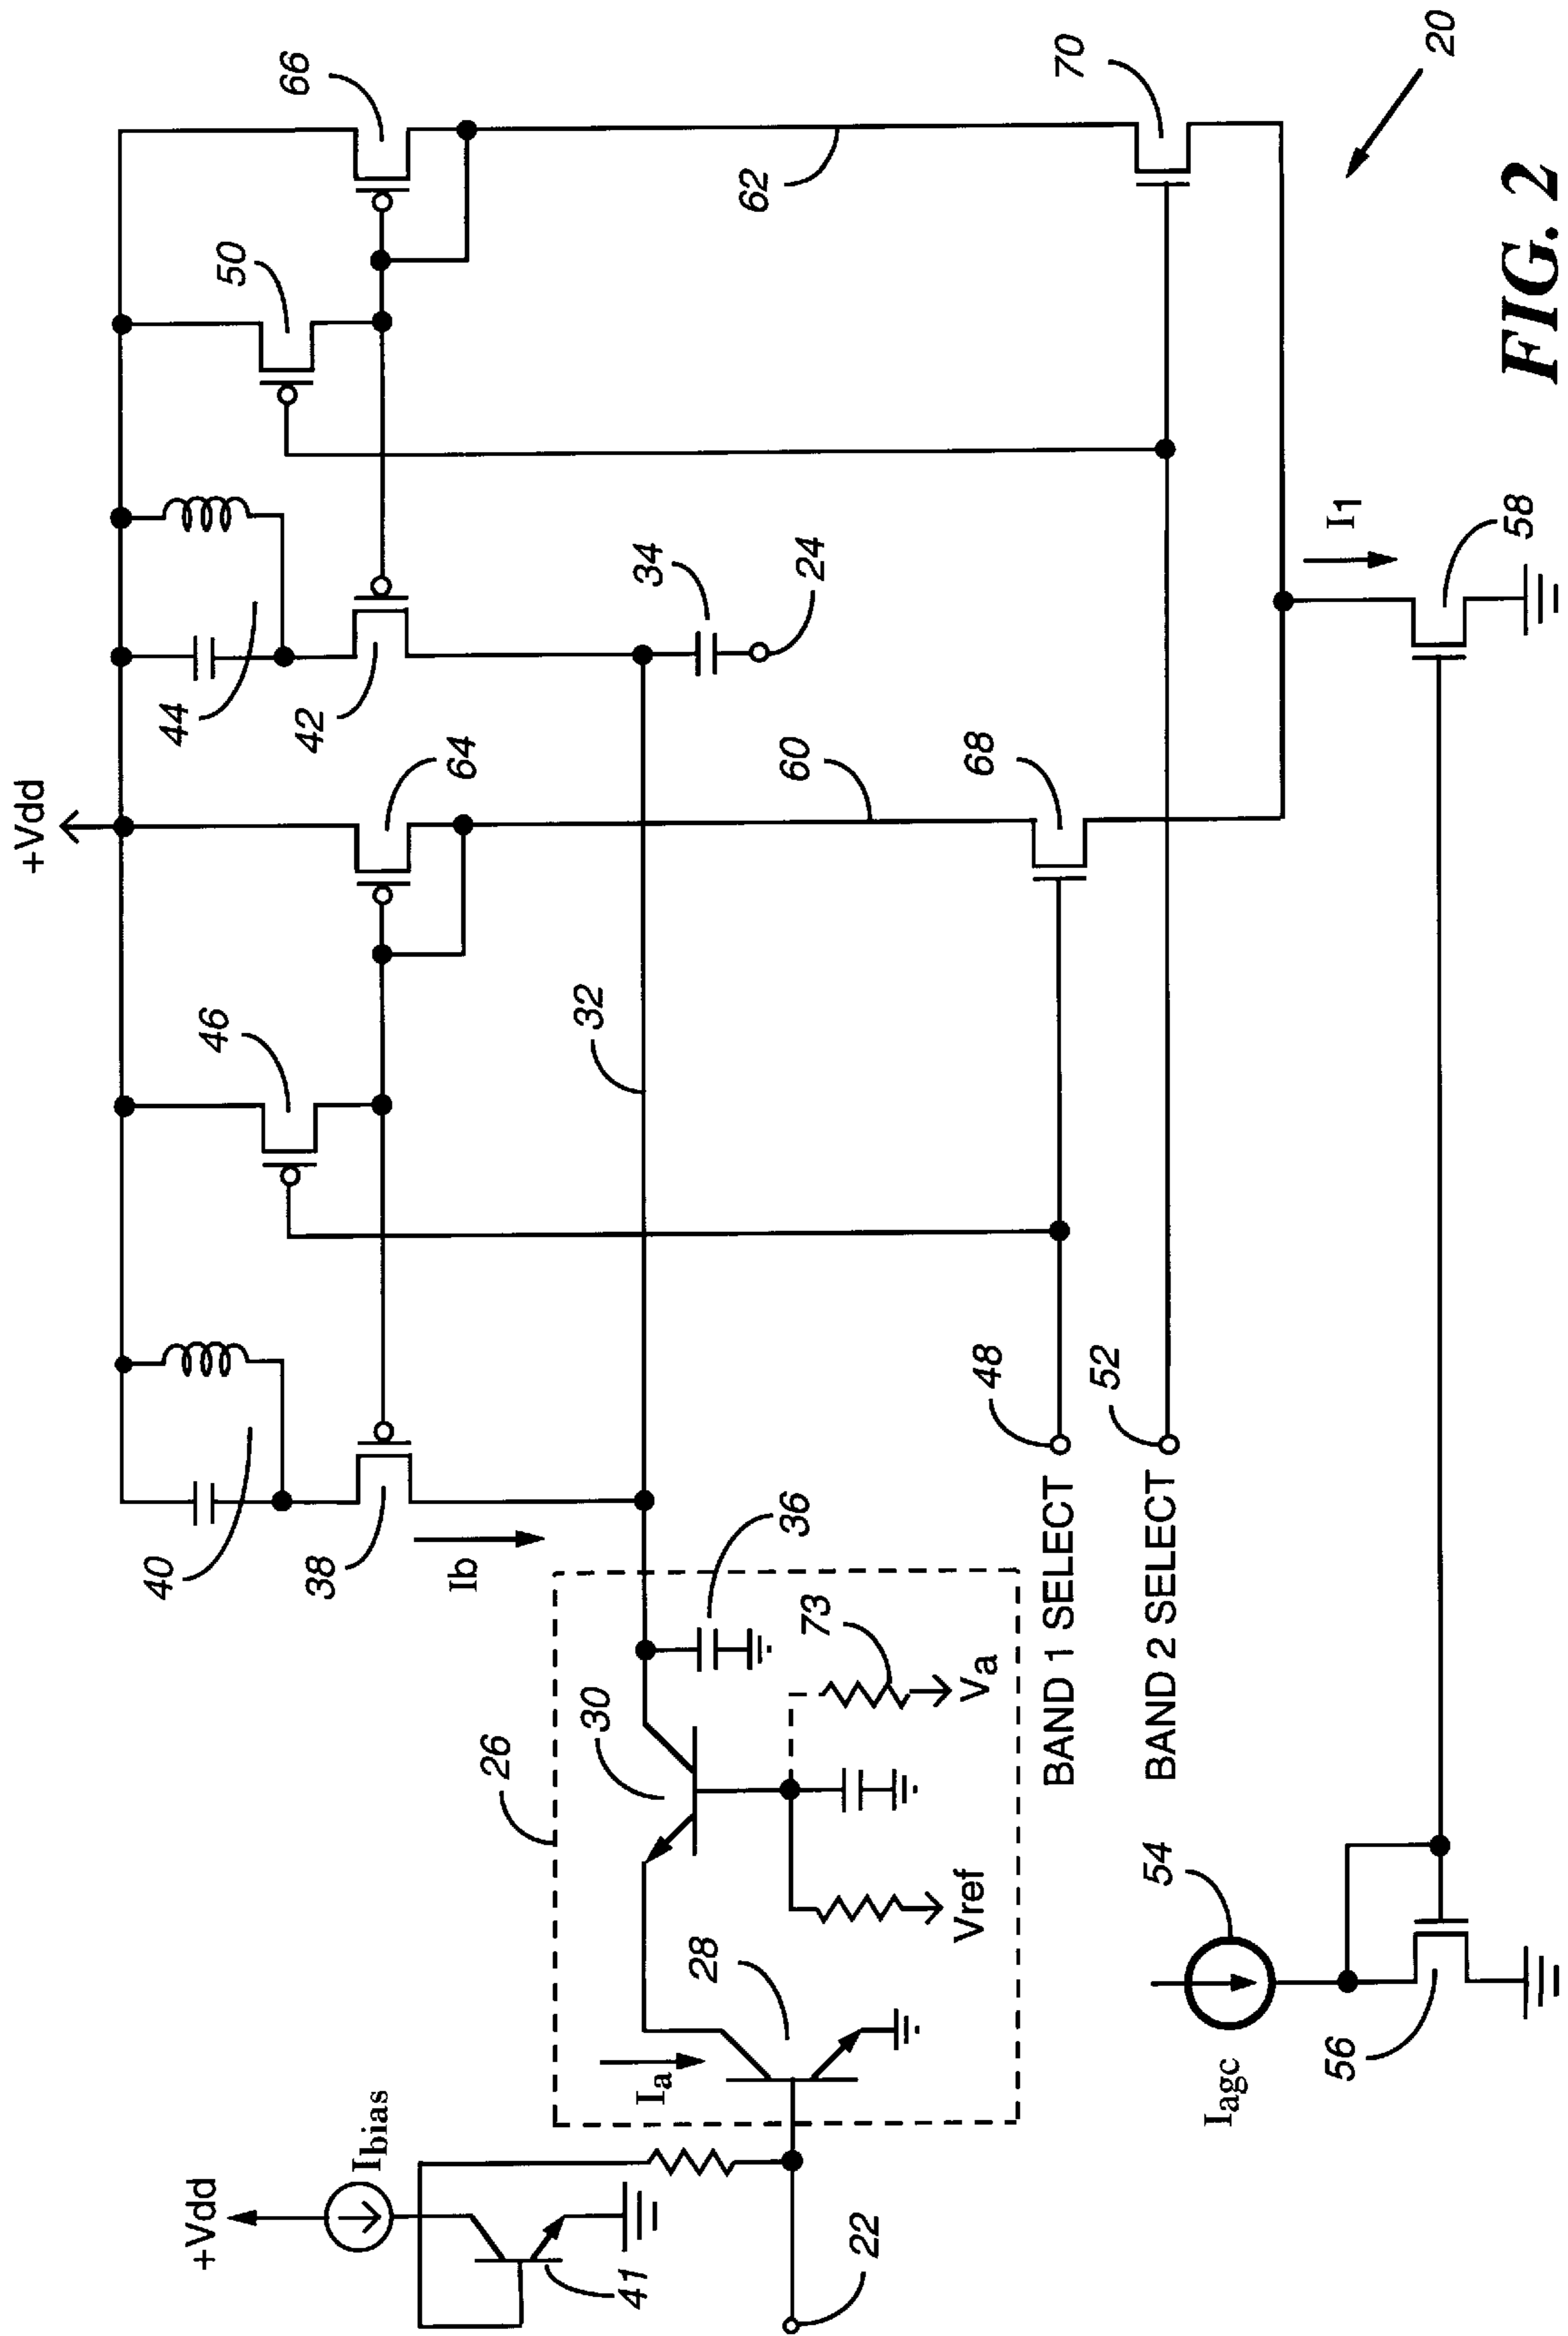 +Vdd
66
50
44
42
64
46
40
38
Ib
62
70
34
24
60
68
32
36
26
30
73
Va
Vref
28
Ia
+Vdd
Ibias
41
22
48
BAND 1 SELECT
52
BAND 2 SELECT
54
Iagc
56
I1
58
20
FIG. 2